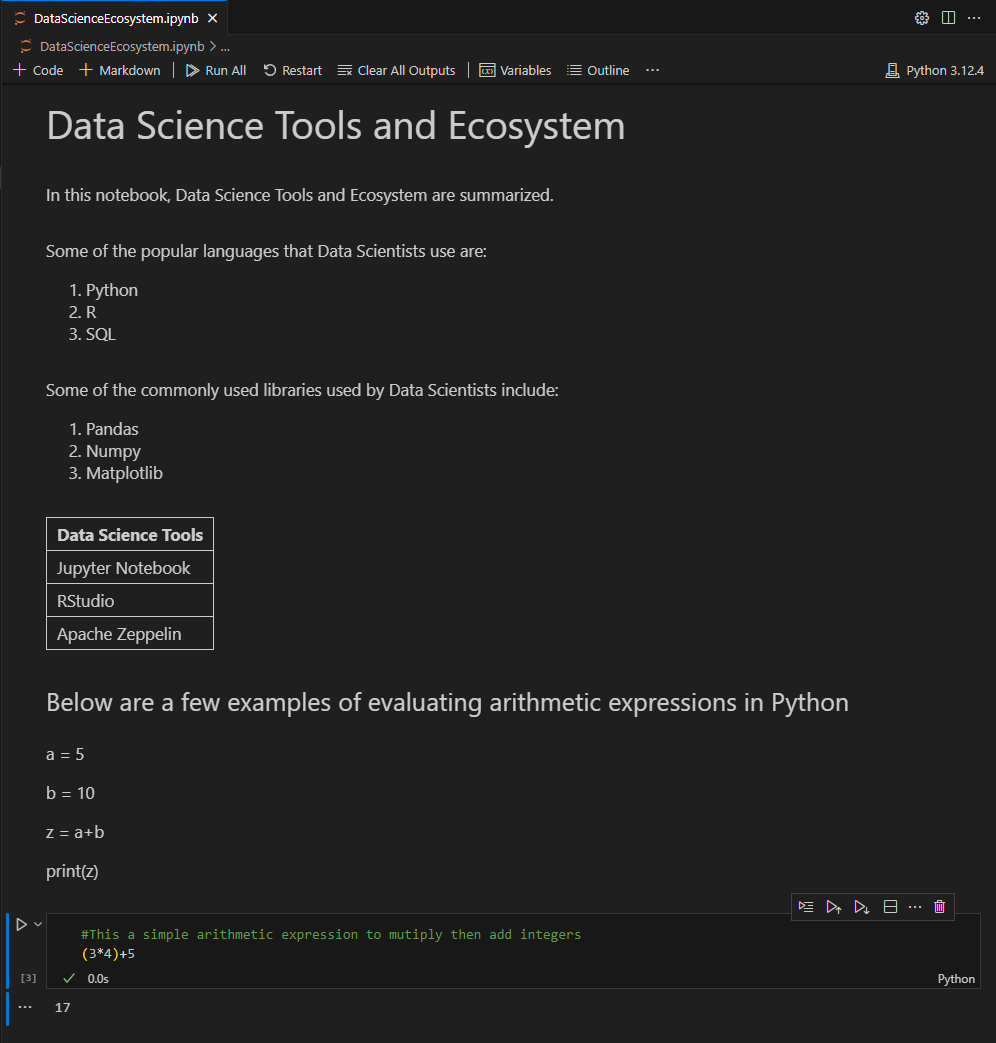 DataScienceEcosystem.ipynb
DataScienceEcosystem.ipynb > ...
Code Markdown Run All Restart Clear All Outputs Variables Outline ... Python 3.12.4
Data Science Tools and Ecosystem
In this notebook, Data Science Tools and Ecosystem are summarized.
Some of the popular languages that Data Scientists use are:
1. Python
2. R
3. SQL
Some of the commonly used libraries used by Data Scientists include:
1. Pandas
2. Numpy
3. Matplotlib
Data Science Tools
Jupyter Notebook
RStudio
Apache Zeppelin
Below are a few examples of evaluating arithmetic expressions in Python
a = 5
b = 10
z = a+b
print(z)
#This a simple arithmetic expression to mutiply then add integers
(3*4)+5
[3] 0.0s Python
17